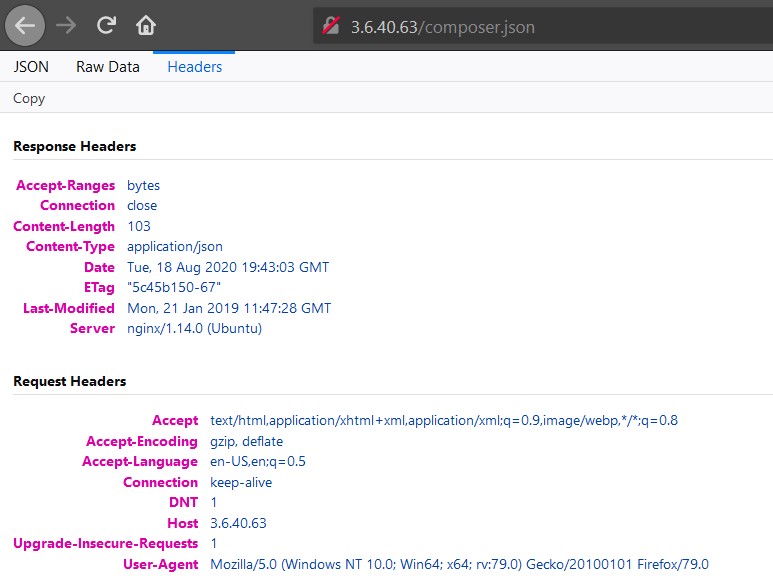 3.6.40.63/composer.json
JSON Raw Data Headers
Copy
Response Headers
Accept-Ranges bytes
Connection close
Content-Length 103
Content-Type application/json
Date Tue, 18 Aug 2020 19:43:03 GMT
ETag "5c45b150-67"
Last-Modified Mon, 21 Jan 2019 11:47:28 GMT
Server nginx/1.14.0 (Ubuntu)
Request Headers
Accept text/html,application/xhtml+xml,application/xml;q=0.9,image/webp,*/*;q=0.8
Accept-Encoding gzip, deflate
Accept-Language en-US,en;q=0.5
Connection keep-alive
DNT 1
Host 3.6.40.63
Upgrade-Insecure-Requests 1
User-Agent Mozilla/5.0 (Windows NT 10.0; Win64; x64; rv:79.0) Gecko/20100101 Firefox/79.0